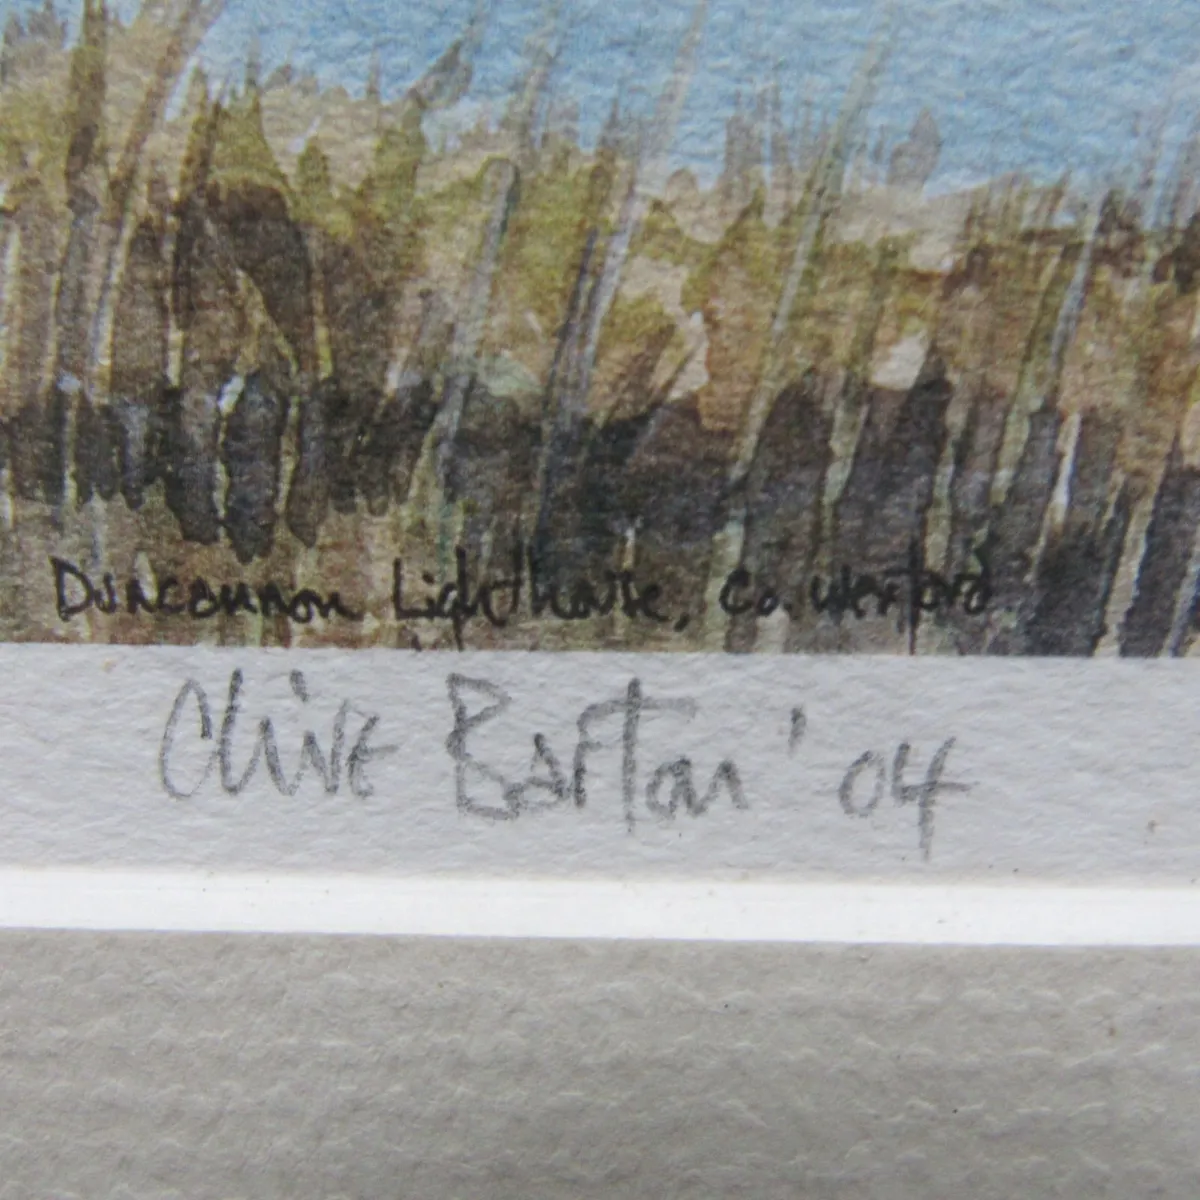 Duncannon Lighthouse, Co. Wexford
Clive Barton '04